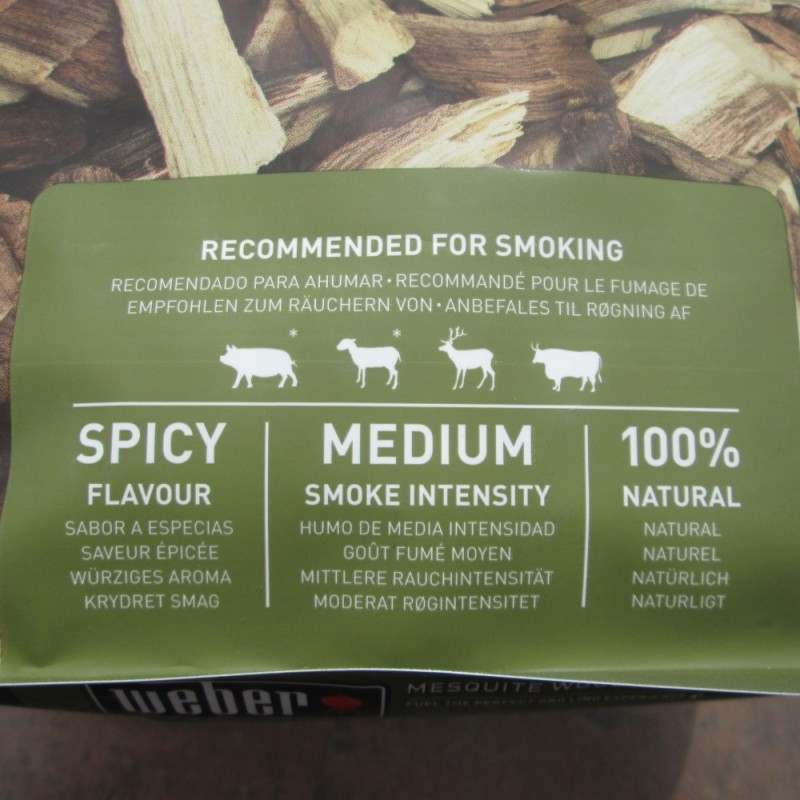 RECOMMENDED FOR SMOKING
RECOMENDADO PARA AHUMAR • RECOMMANDÉ POUR LE FUMAGE DE
EMPFOHLEN ZUM RÄUCHERN VON • ANBEFALES TIL RØGNING AF
* *
SPICY
FLAVOUR
SABOR A ESPECIAS
SAVEUR ÉPICÉE
WÜRZIGES AROMA
KRYDRET SMAG
MEDIUM
SMOKE INTENSITY
HUMO DE MEDIA INTENSIDAD
GOÛT FUMÉ MOYEN
MITTLERE RAUCHINTENSITÄT
MODERAT RØGINTENSITET
100%
NATURAL
NATURAL
NATUREL
NATÜRLICH
NATURLIGT
weber
MESQUITE